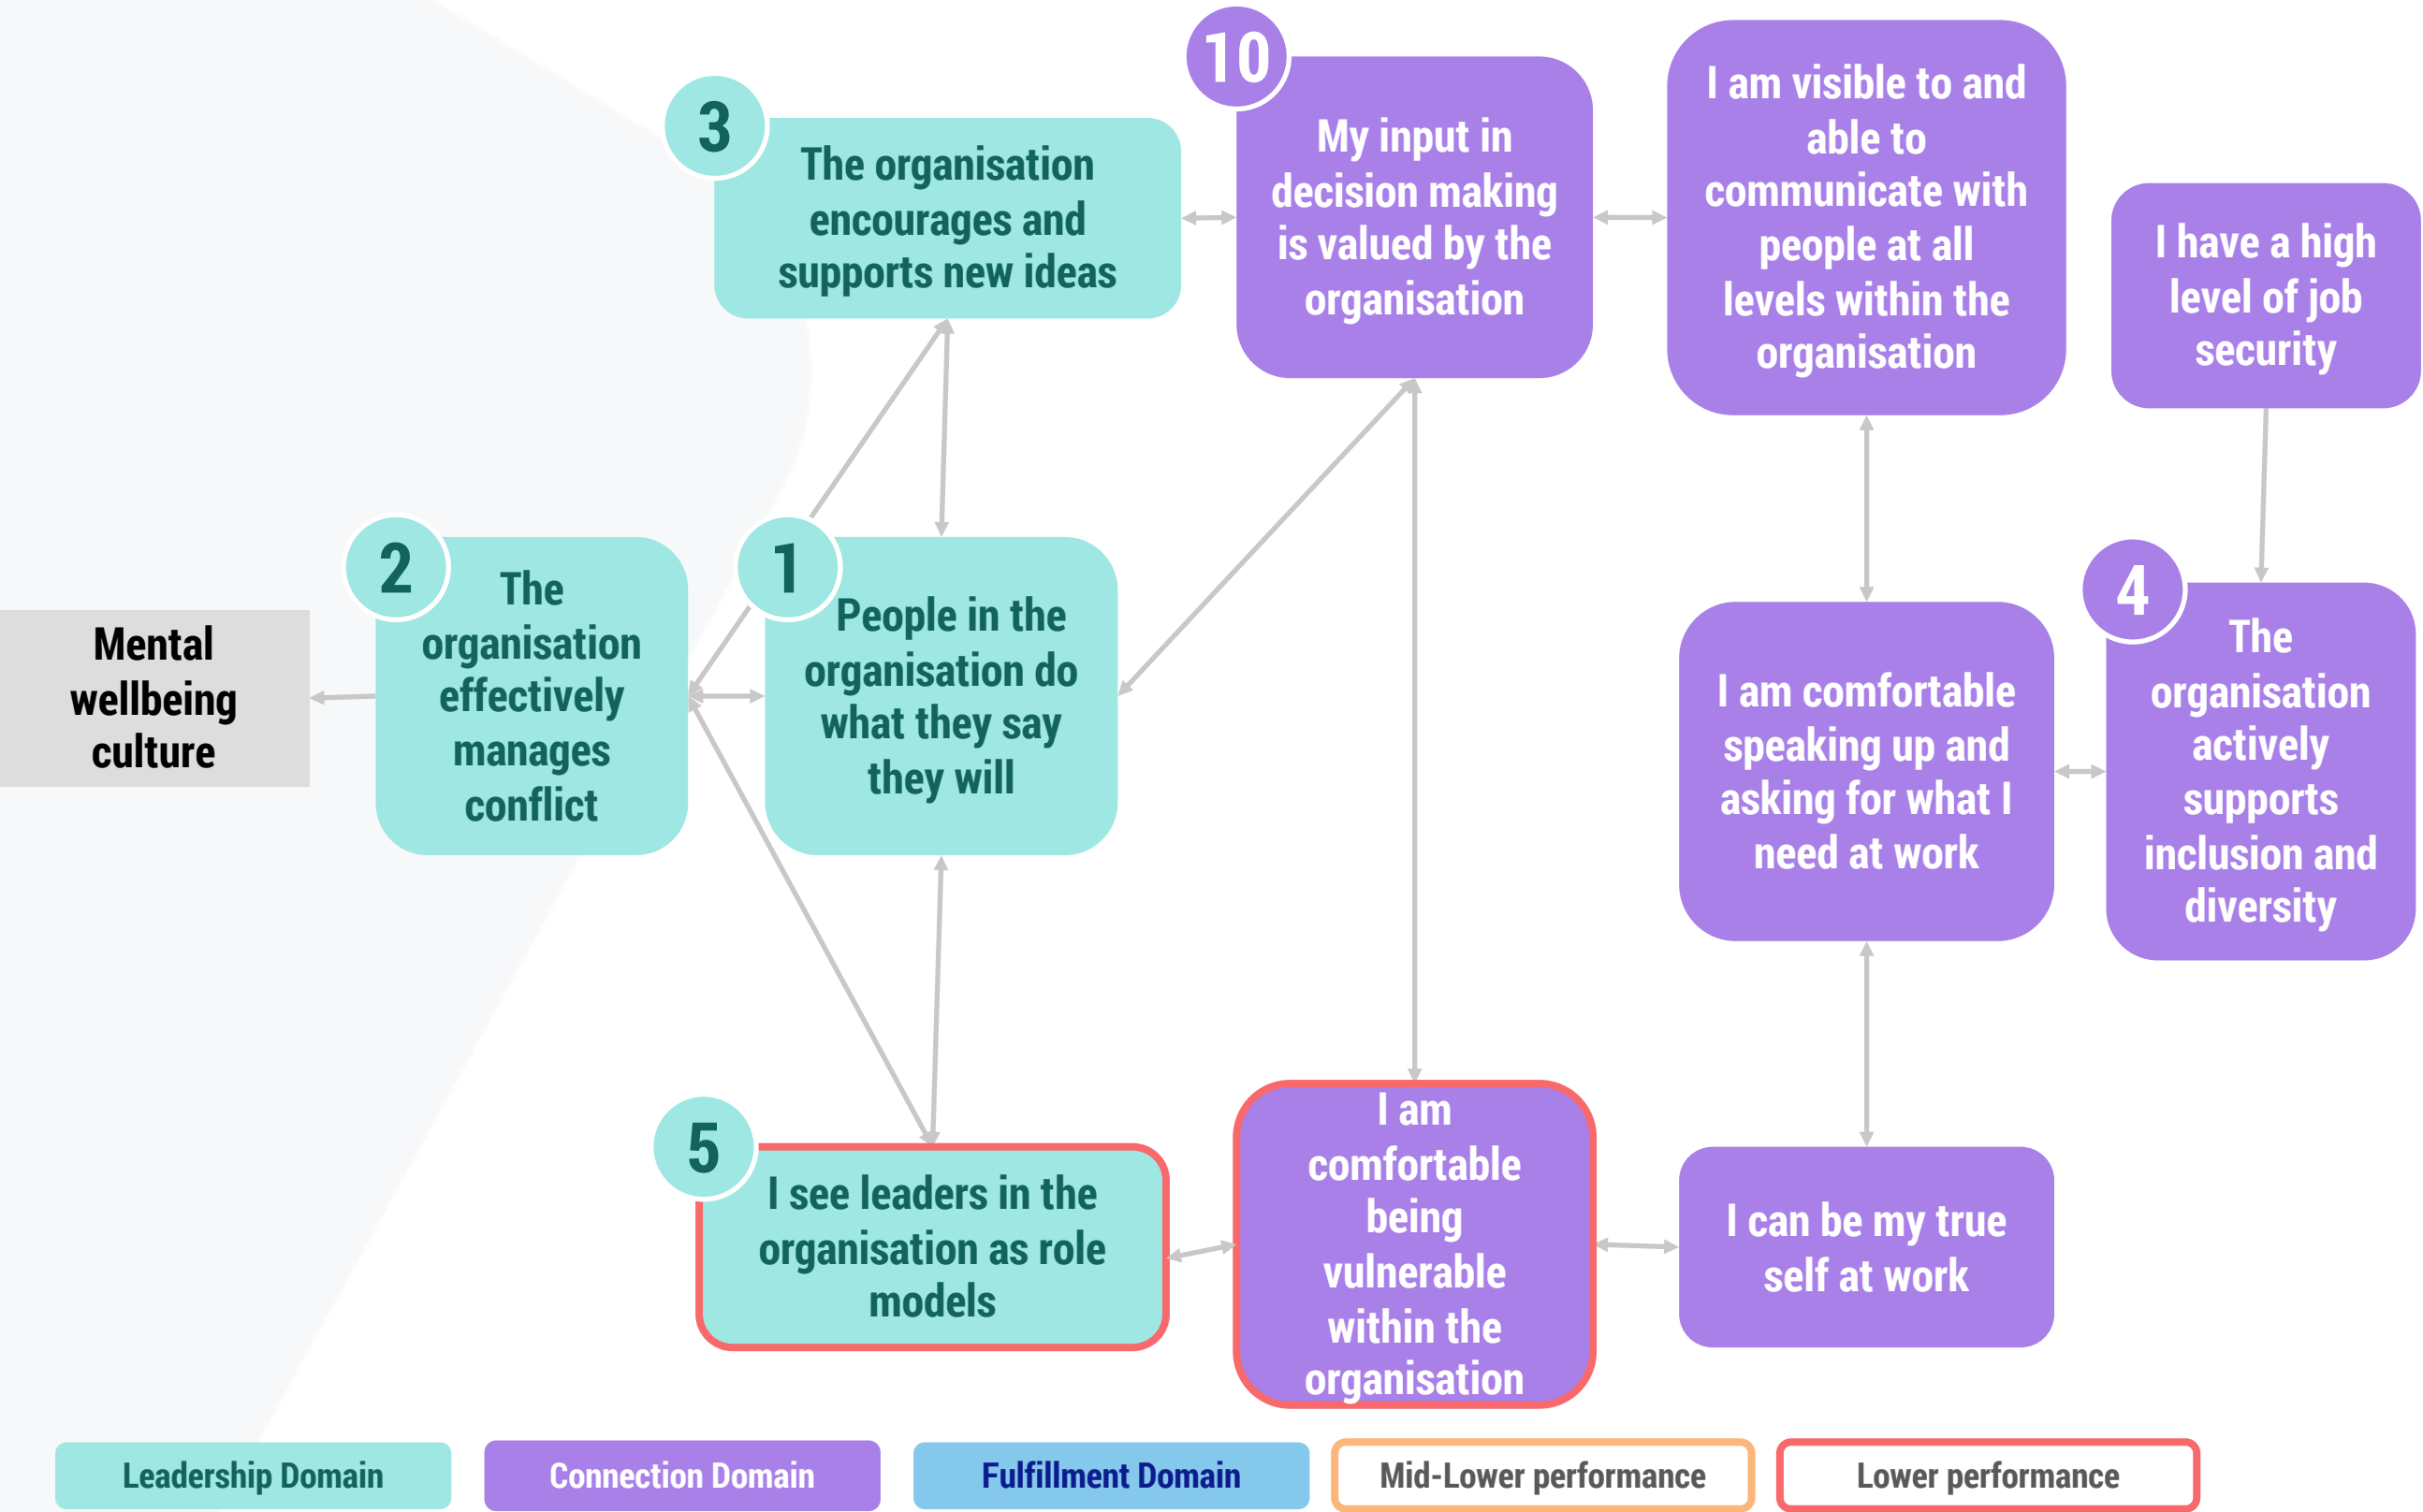 10
My input in
decision making
is valued by the
organisation
I am visible to and
able to
communicate with
people at all
levels within the
organisation
3
The organisation
encourages and
supports new ideas
I have a high
level of job
security
2
The
organisation
effectively
manages
conflict
1
People in the
organisation do
what they say
they will
Mental
wellbeing
culture
I am comfortable
speaking up and
asking for what I
need at work
4
The
organisation
actively
supports
inclusion and
diversity
5
I see leaders in the
organisation as role
models
I am
comfortable
being
vulnerable
within the
organisation
I can be my true
self at work
Leadership Domain
Connection Domain
Fulfillment Domain
Mid-Lower performance
Lower performance